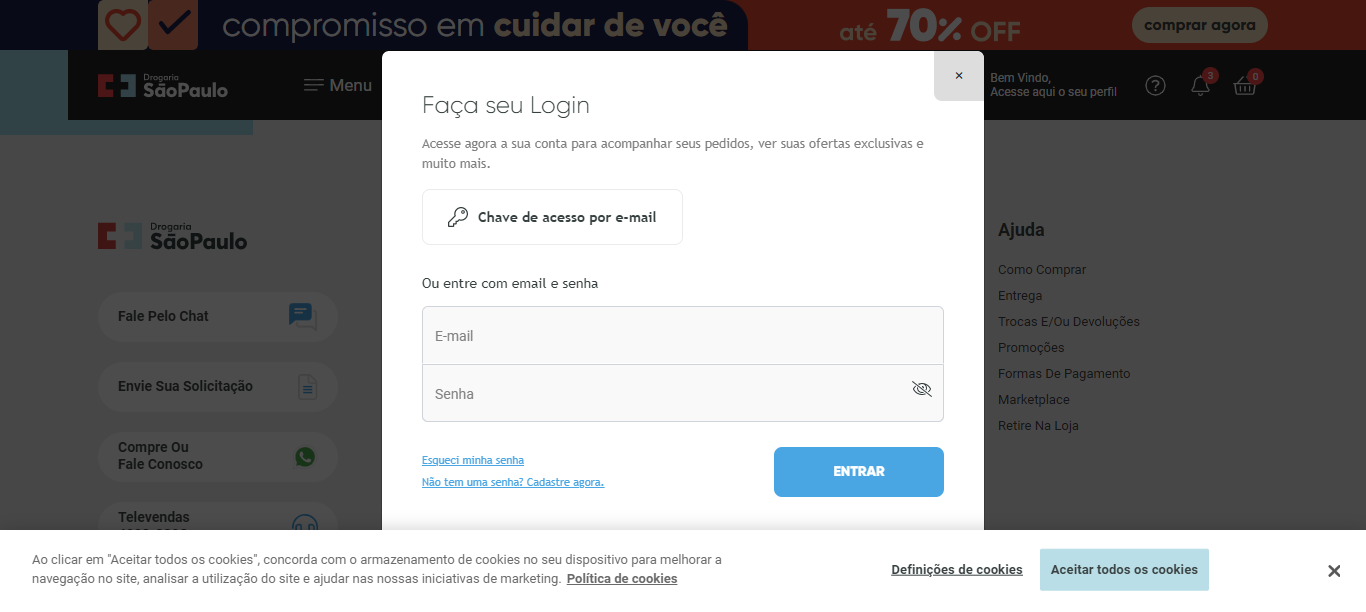 compromisso em cuidar de você
até 70% OFF
comprar agora
Drogaria
SãoPaulo
Menu
Bem Vindo,
Acesse aqui o seu perfil
3
0
×
Faça seu Login
Acesse agora a sua conta para acompanhar seus pedidos, ver suas ofertas exclusivas e
muito mais.
Chave de acesso por e-mail
Ou entre com email e senha
E-mail
Senha
Esqueci minha senha
Não tem uma senha? Cadastre agora.
ENTRAR
Drogaria
SãoPaulo
Fale Pelo Chat
Envie Sua Solicitação
Compre Ou
Fale Conosco
Televendas
Ajuda
Como Comprar
Entrega
Trocas E/Ou Devoluções
Promoções
Formas De Pagamento
Marketplace
Retire Na Loja
Ao clicar em "Aceitar todos os cookies", concorda com o armazenamento de cookies no seu dispositivo para melhorar a
navegação no site, analisar a utilização do site e ajudar nas nossas iniciativas de marketing. Política de cookies
Definições de cookies
Aceitar todos os cookies